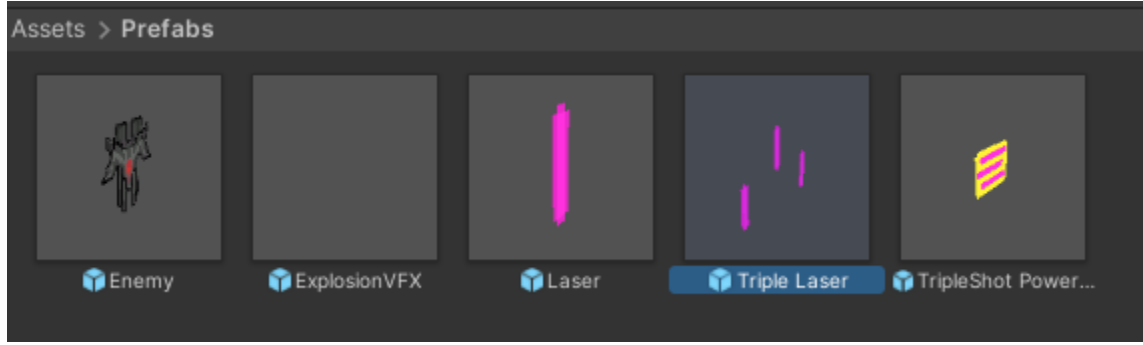 Assets > Prefabs
Enemy
ExplosionVFX
Laser
Triple Laser
TripleShot Power...